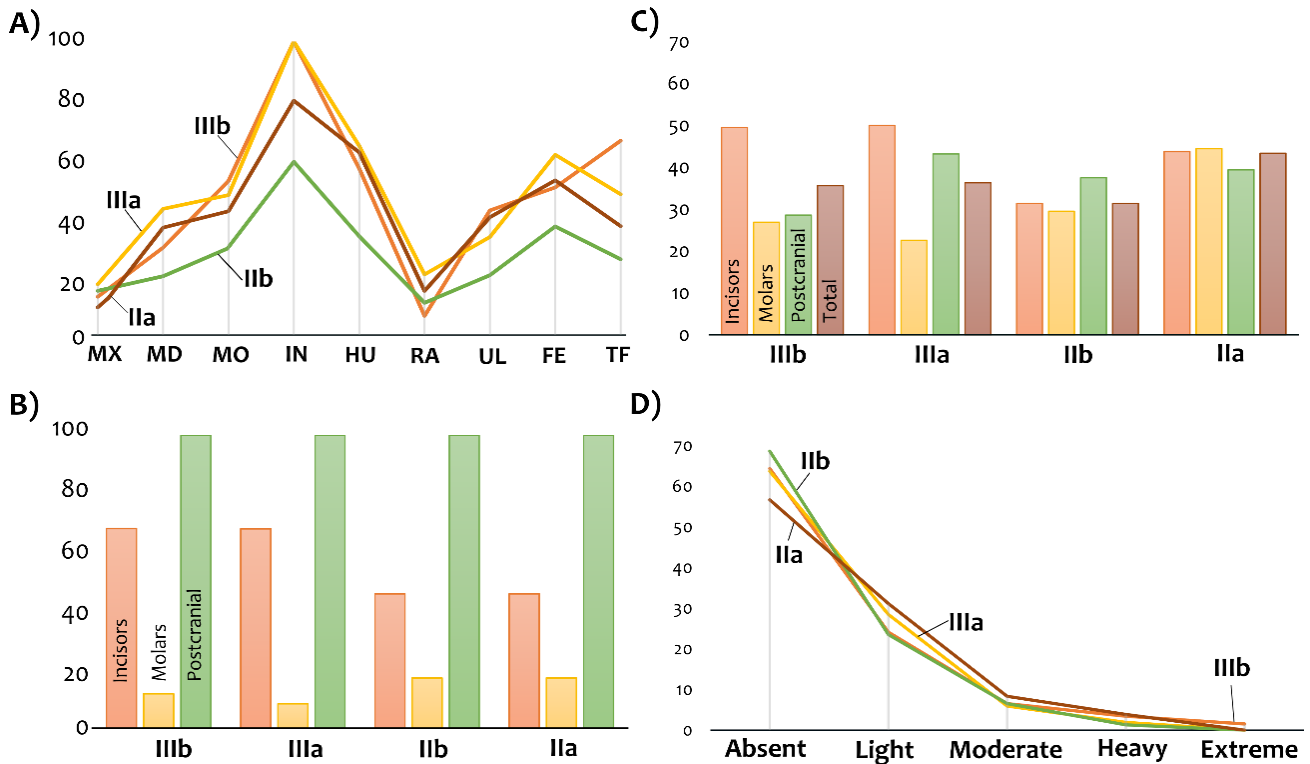 A)
100
80
60
40
20
0
IIIb
IIIa
IIb
IIa
MX MD MO IN HU RA UL FE TF
B)
100
80
60
40
20
0
Incisors
Molars
Postcranial
IIIb IIIa IIb IIa
C)
70
60
50
40
30
20
10
0
Incisors
Molars
Postcranial
Total
IIIb IIIa IIb IIa
D)
70
60
50
40
30
20
10
0
IIb
IIa
IIIa
IIIb
Absent Light Moderate Heavy Extreme